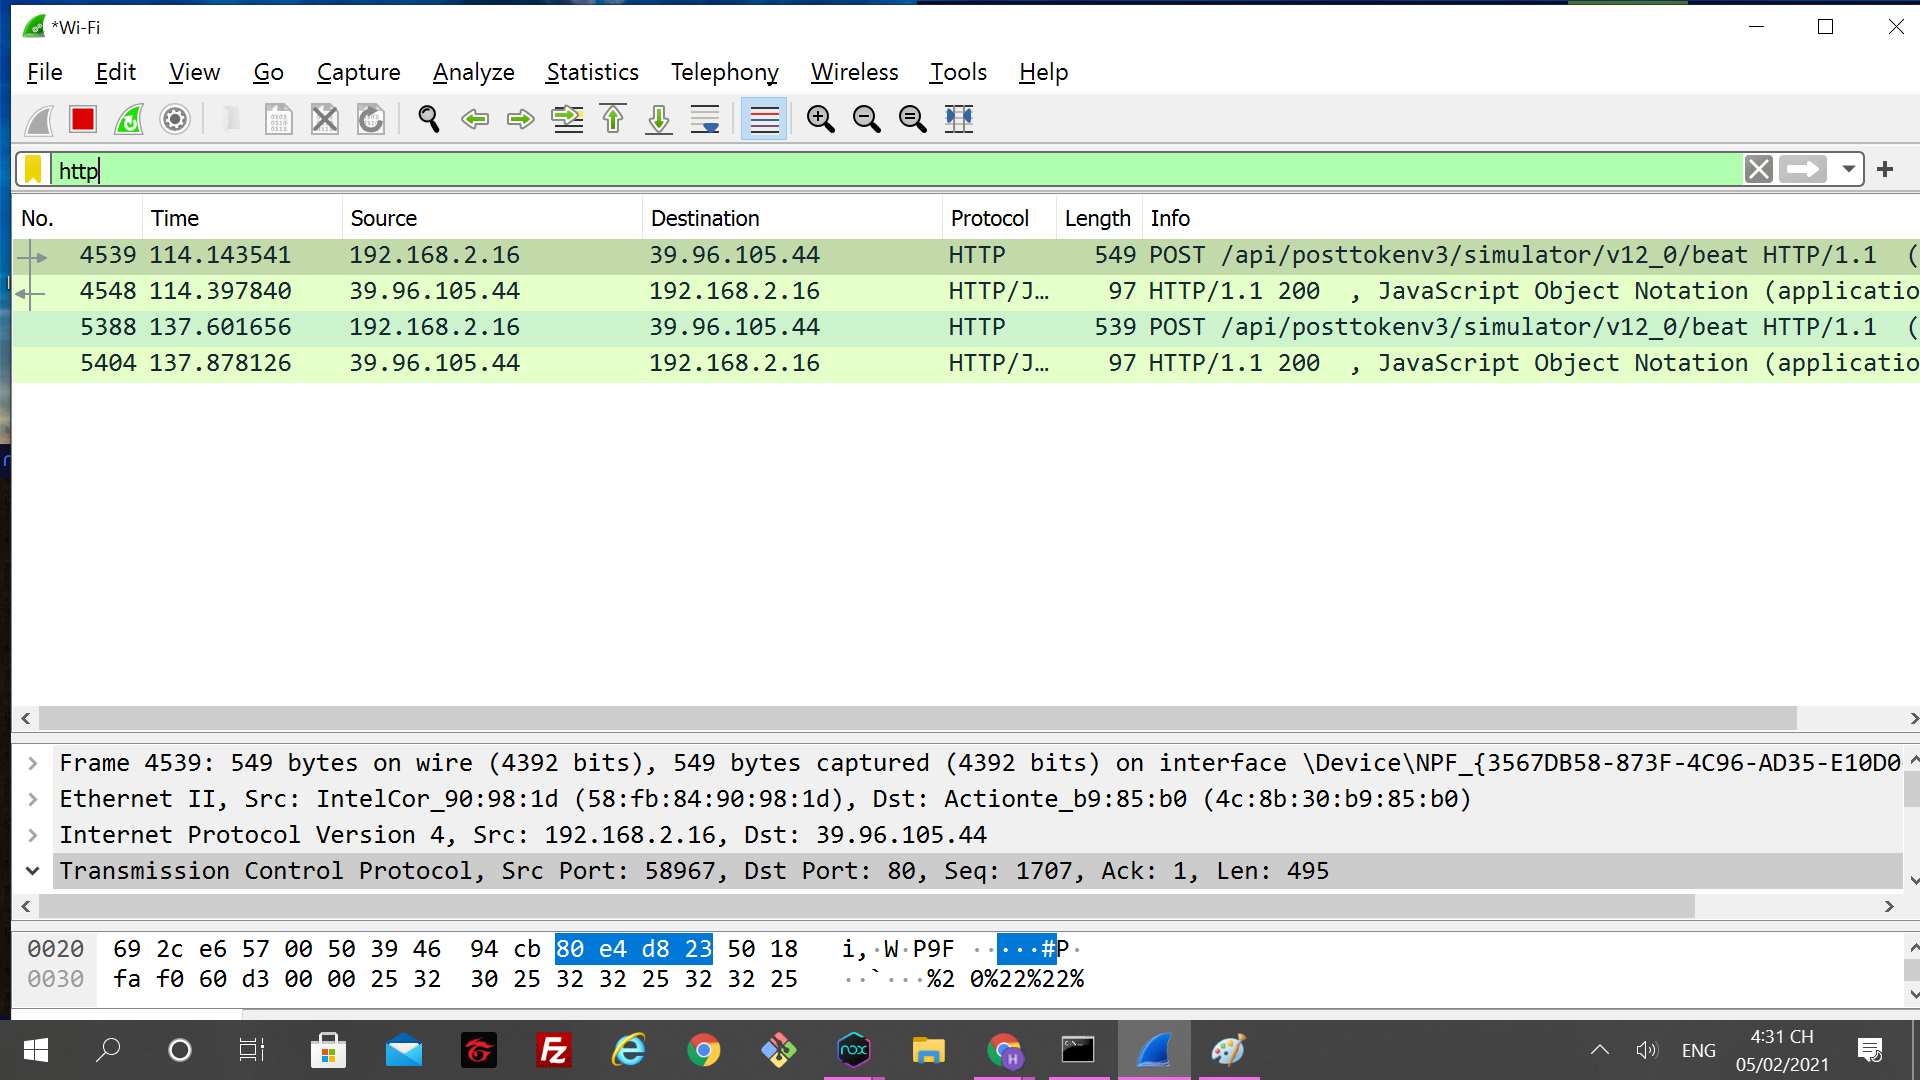 *Wi-Fi
File Edit View Go Capture Analyze Statistics Telephony Wireless Tools Help
http
No. Time Source Destination Protocol Length Info
4539 114.143541 192.168.2.16 39.96.105.44 HTTP 549 POST /api/posttokenv3/simulator/v12_0/beat HTTP/1.1 (
4548 114.397840 39.96.105.44 192.168.2.16 HTTP/J… 97 HTTP/1.1 200 , JavaScript Object Notation (applicatio
5388 137.601656 192.168.2.16 39.96.105.44 HTTP 539 POST /api/posttokenv3/simulator/v12_0/beat HTTP/1.1 (
5404 137.878126 39.96.105.44 192.168.2.16 HTTP/J… 97 HTTP/1.1 200 , JavaScript Object Notation (applicatio
Frame 4539: 549 bytes on wire (4392 bits), 549 bytes captured (4392 bits) on interface \Device\NPF_{3567DB58-873F-4C96-AD35-E10D0
Ethernet II, Src: IntelCor_90:98:1d (58:fb:84:90:98:1d), Dst: Actionte_b9:85:b0 (4c:8b:30:b9:85:b0)
Internet Protocol Version 4, Src: 192.168.2.16, Dst: 39.96.105.44
Transmission Control Protocol, Src Port: 58967, Dst Port: 80, Seq: 1707, Ack: 1, Len: 495
0020 69 2c e6 57 00 50 39 46 94 cb 80 e4 d8 23 50 18 i,·W·P9F ·····#P·
0030 fa f0 60 d3 00 00 25 32 30 25 32 32 25 32 32 25 ··`···%2 0%22%22%
nox
H
ENG
4:31 CH
05/02/2021